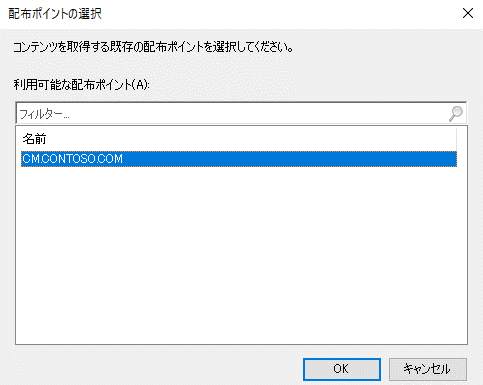 配布ポイントの選択
コンテンツを取得する既存の配布ポイントを選択してください。
利用可能な配布ポイント(A):
フィルター...
名前
CM.CONTOSO.COM
OK
キャンセル